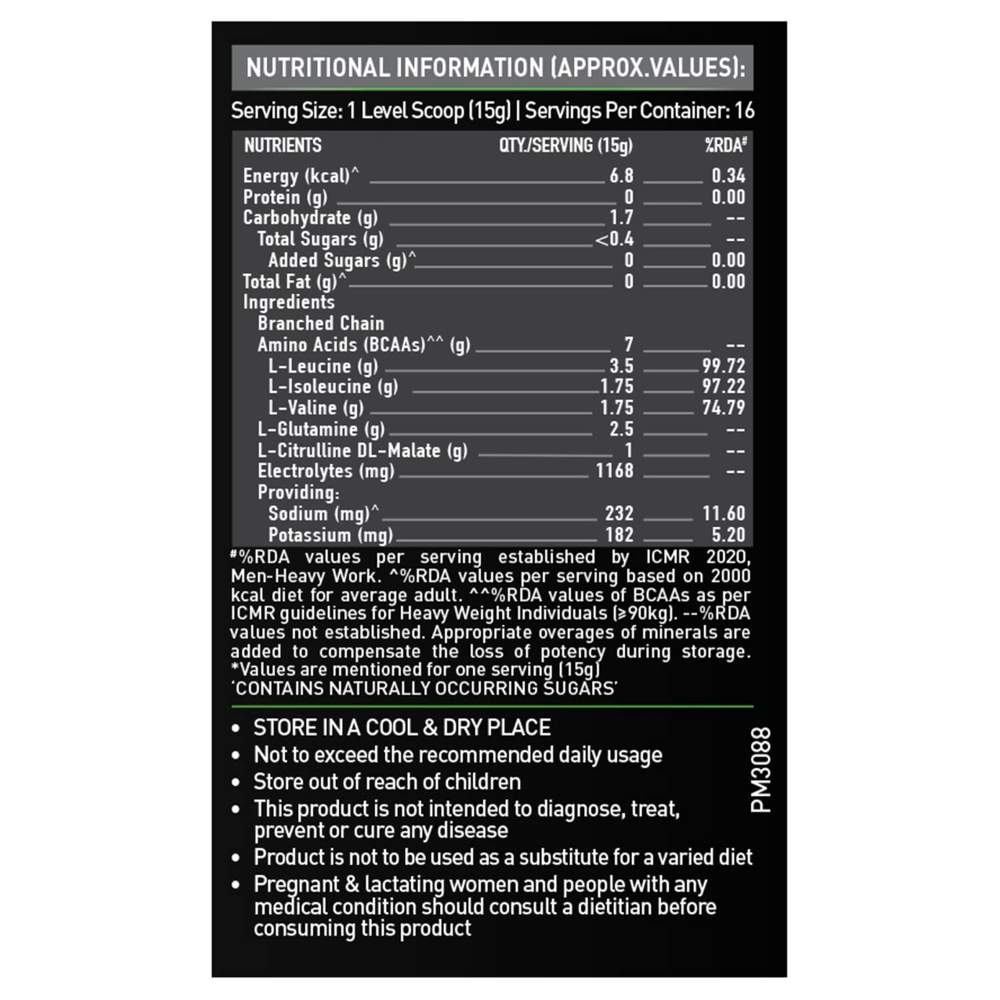 NUTRITIONAL INFORMATION (APPROX.VALUES):
Serving Size: 1 Level Scoop (15g) | Servings Per Container: 16
NUTRIENTS QTY./SERVING (15g) %RDA#
Energy (kcal)^ 6.8 0.34
Protein (g) 0 0.00
Carbohydrate (g) 1.7 --
Total Sugars (g) <0.4 --
Added Sugars (g)^ 0 0.00
Total Fat (g)^ 0 0.00
Ingredients
Branched Chain
Amino Acids (BCAAs)^^ (g) 7 --
L-Leucine (g) 3.5 99.72
L-Isoleucine (g) 1.75 97.22
L-Valine (g) 1.75 74.79
L-Glutamine (g) 2.5 --
L-Citrulline DL-Malate (g) 1 --
Electrolytes (mg) 1168 --
Providing:
Sodium (mg)^ 232 11.60
Potassium (mg) 182 5.20
#%RDA values per serving established by ICMR 2020,
Men-Heavy Work. ^%RDA values per serving based on 2000
kcal diet for average adult. ^^%RDA values of BCAAs as per
ICMR guidelines for Heavy Weight Individuals (≥90kg). --%RDA
values not established. Appropriate overages of minerals are
added to compensate the loss of potency during storage.
*Values are mentioned for one serving (15g)
'CONTAINS NATURALLY OCCURRING SUGARS'
• STORE IN A COOL & DRY PLACE
• Not to exceed the recommended daily usage
• Store out of reach of children
• This product is not intended to diagnose, treat,
prevent or cure any disease
• Product is not to be used as a substitute for a varied diet
• Pregnant & lactating women and people with any
medical condition should consult a dietitian before
consuming this product
PM3088